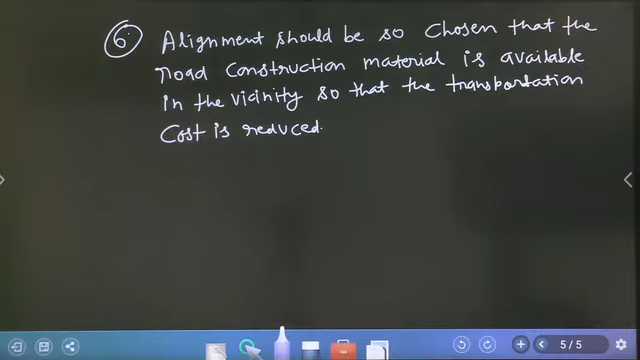 6. Alignment should be so chosen that the
road construction material is available
in the vicinity so that the transportation
cost is reduced.
5 / 5